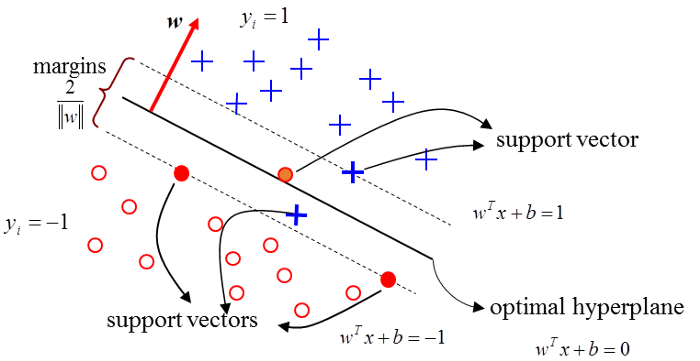 w
y_i = 1
margins
2
‖w‖
support vector
w^T x + b = 1
y_i = −1
optimal hyperplane
support vectors
w^T x + b = −1
w^T x + b = 0